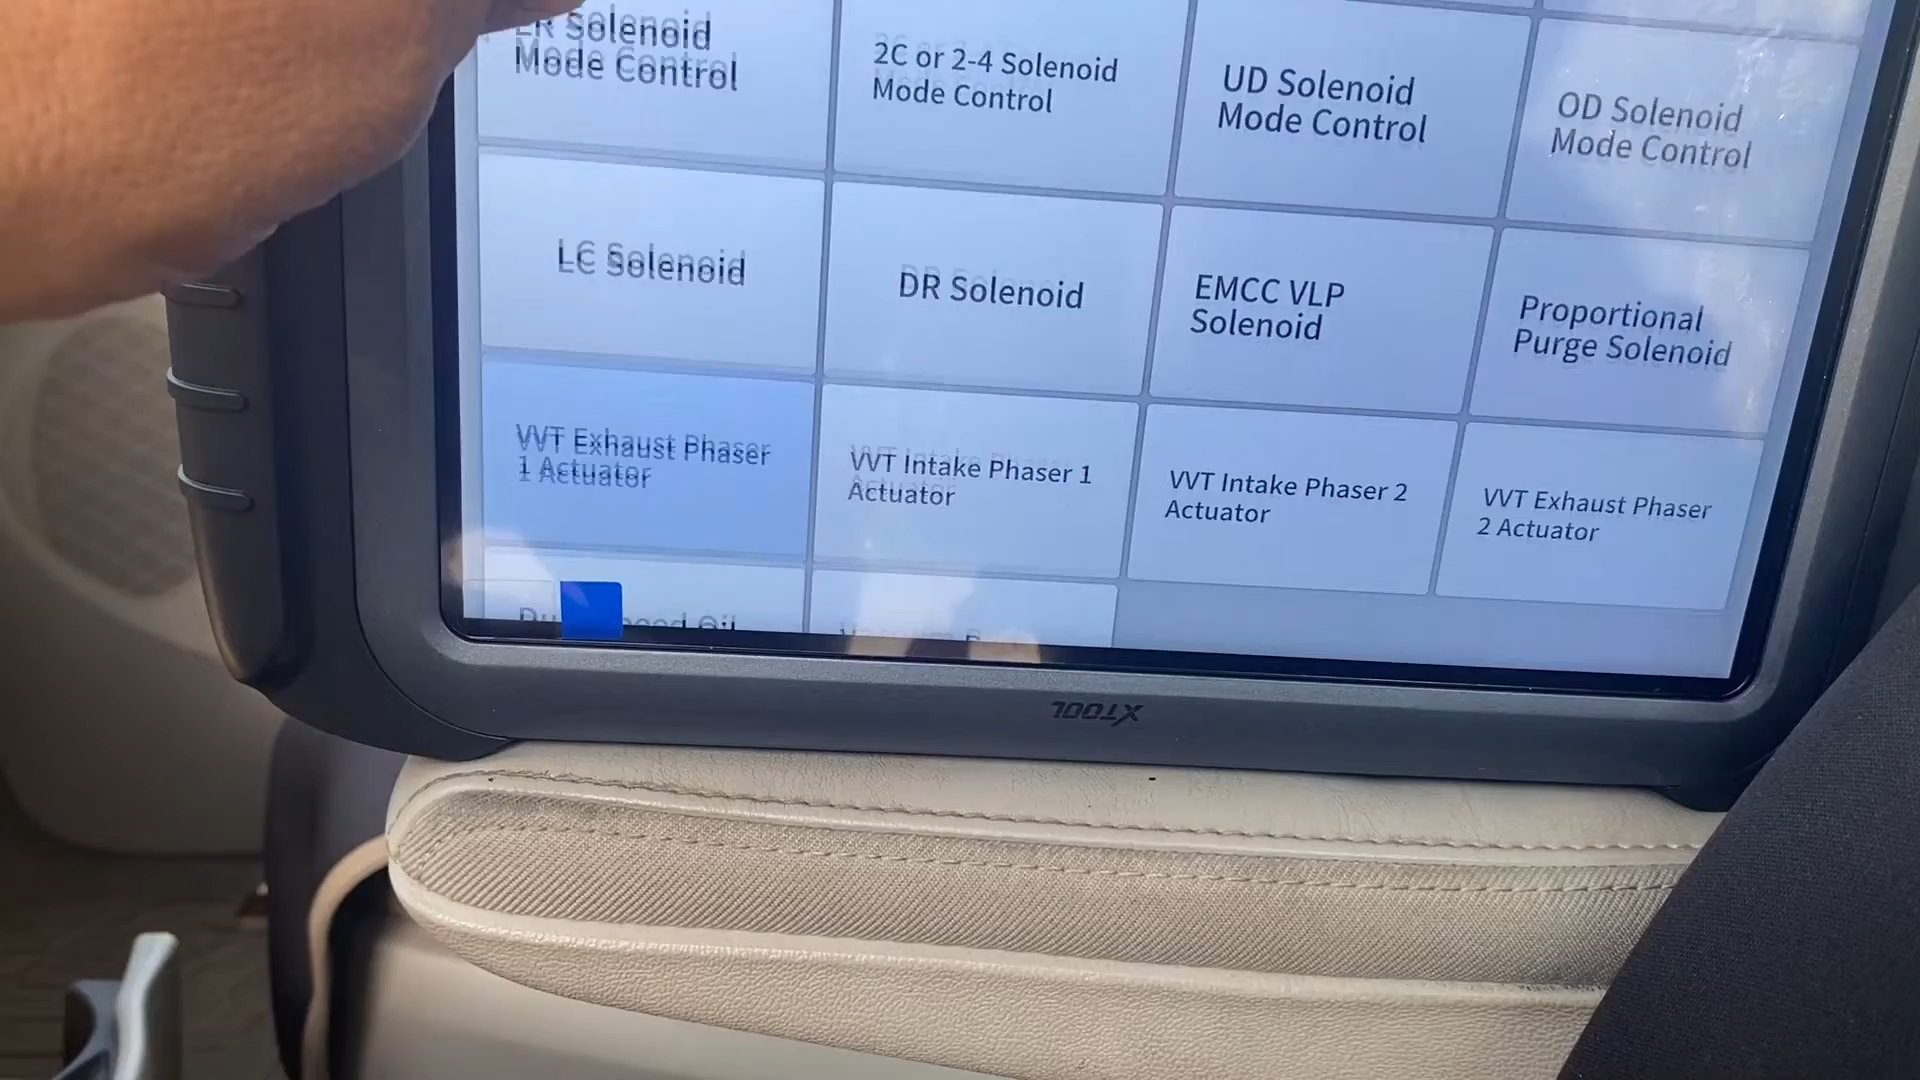 LR Solenoid
Mode Control
2C or 2-4 Solenoid
Mode Control
UD Solenoid
Mode Control
OD Solenoid
Mode Control
LC Solenoid
DR Solenoid
EMCC VLP
Solenoid
Proportional
Purge Solenoid
VVT Exhaust Phaser
1 Actuator
VVT Intake Phaser 1
Actuator
VVT Intake Phaser 2
Actuator
VVT Exhaust Phaser
2 Actuator
XTOOL